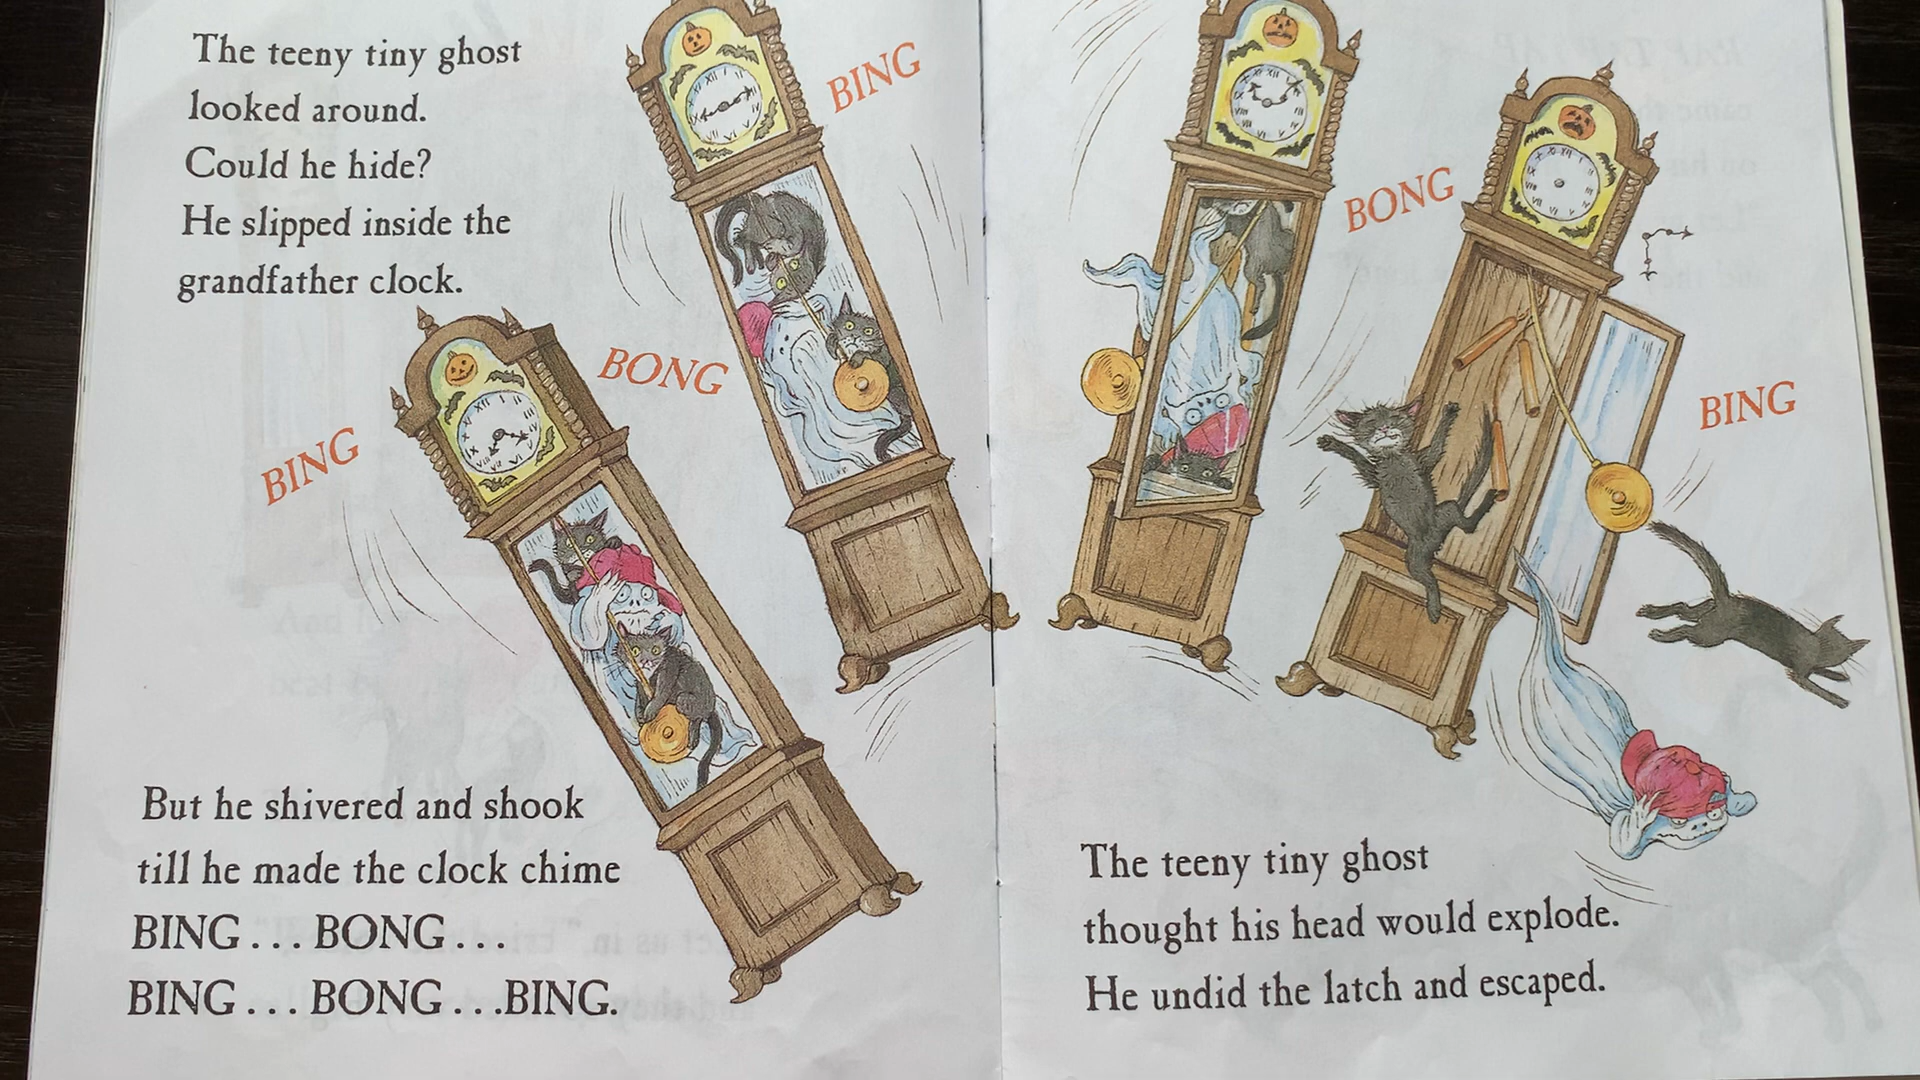 The teeny tiny ghost
looked around.
Could he hide?
He slipped inside the
grandfather clock.
BING
BONG
BING
But he shivered and shook
till he made the clock chime
BING . . . BONG . . .
BING . . . BONG . . . BING.
BONG
BING
The teeny tiny ghost
thought his head would explode.
He undid the latch and escaped.